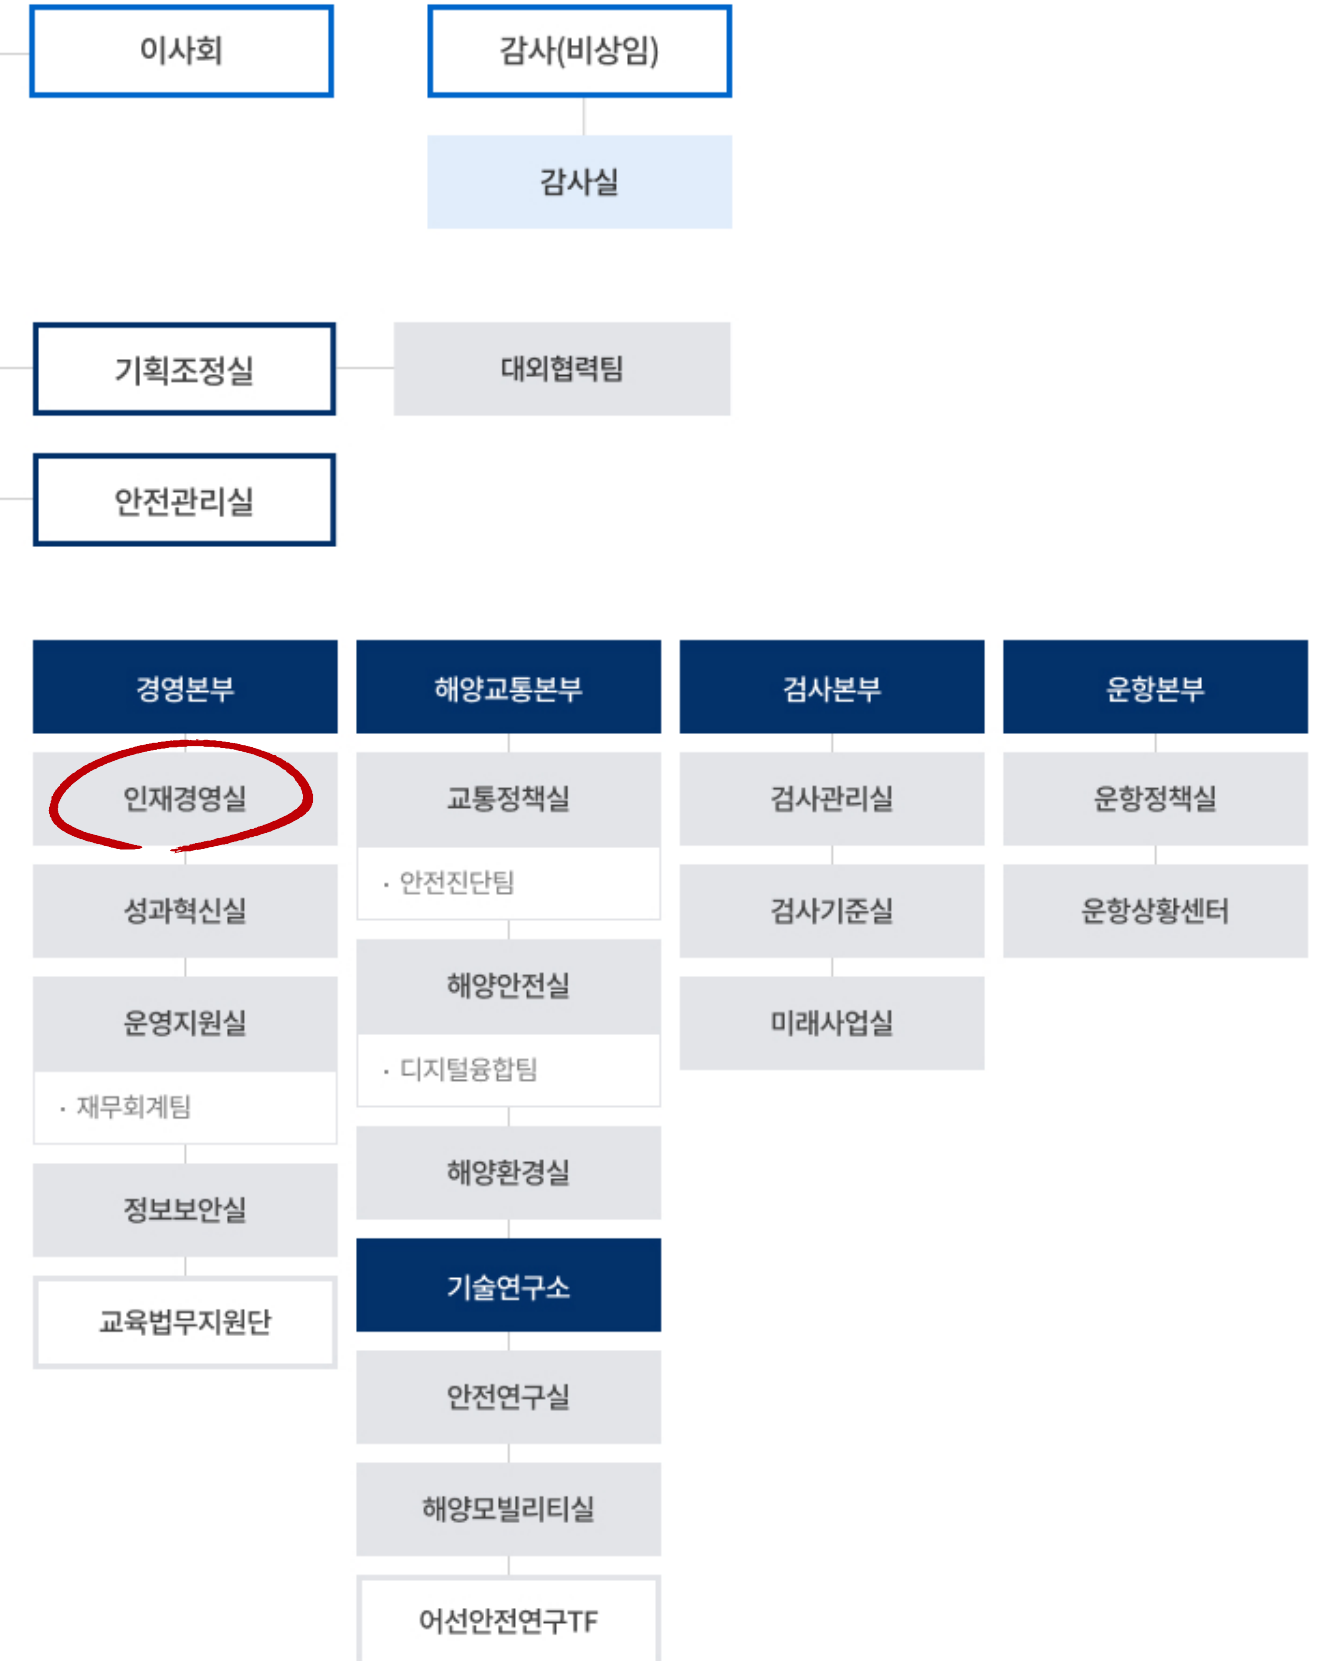 이사회
감사(비상임)
감사실
기획조정실
대외협력팀
안전관리실
경영본부
인재경영실
성과혁신실
운영지원실
· 재무회계팀
정보보안실
교육법무지원단
해양교통본부
교통정책실
· 안전진단팀
해양안전실
· 디지털융합팀
해양환경실
기술연구소
안전연구실
해양모빌리티실
어선안전연구TF
검사본부
검사관리실
검사기준실
미래사업실
운항본부
운항정책실
운항상황센터